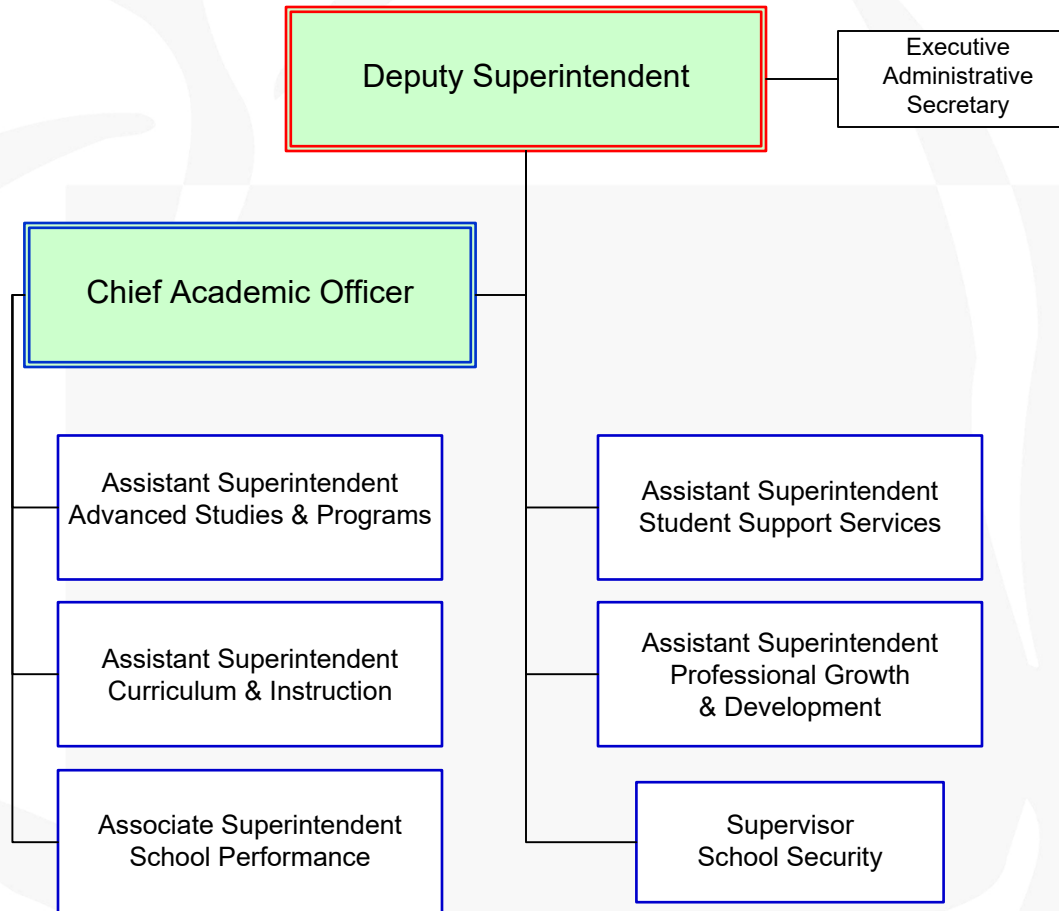 Deputy Superintendent
Executive
Administrative
Secretary
Chief Academic Officer
Assistant Superintendent
Advanced Studies & Programs
Assistant Superintendent
Student Support Services
Assistant Superintendent
Curriculum & Instruction
Assistant Superintendent
Professional Growth
& Development
Associate Superintendent
School Performance
Supervisor
School Security